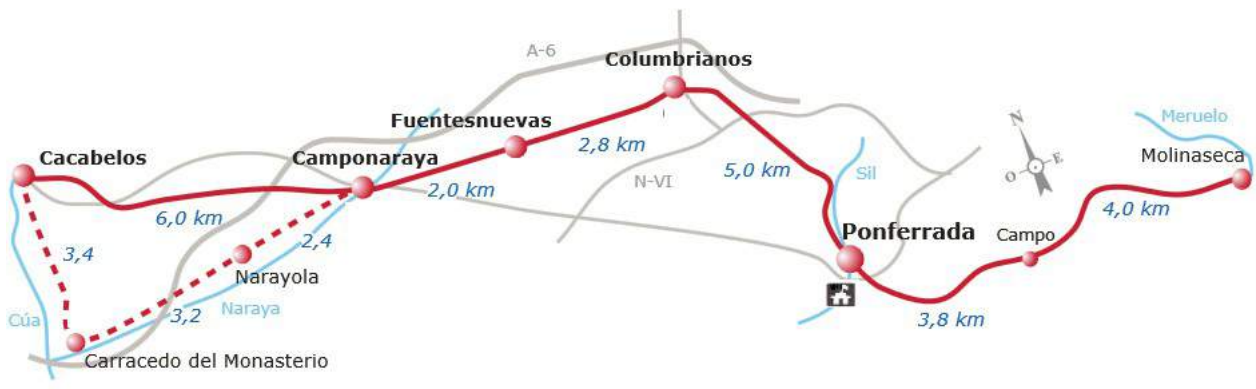 A-6
Columbrianos
Fuentesnuevas
2,8 km
Meruelo
Molinaseca
Cacabelos
Camponaraya
2,0 km
5,0 km
Sil
N
E
O
N-VI
6,0 km
4,0 km
3,4
2,4
Ponferrada
Campo
Narayola
Naraya
3,2
Cúa
3,8 km
Carracedo del Monasterio